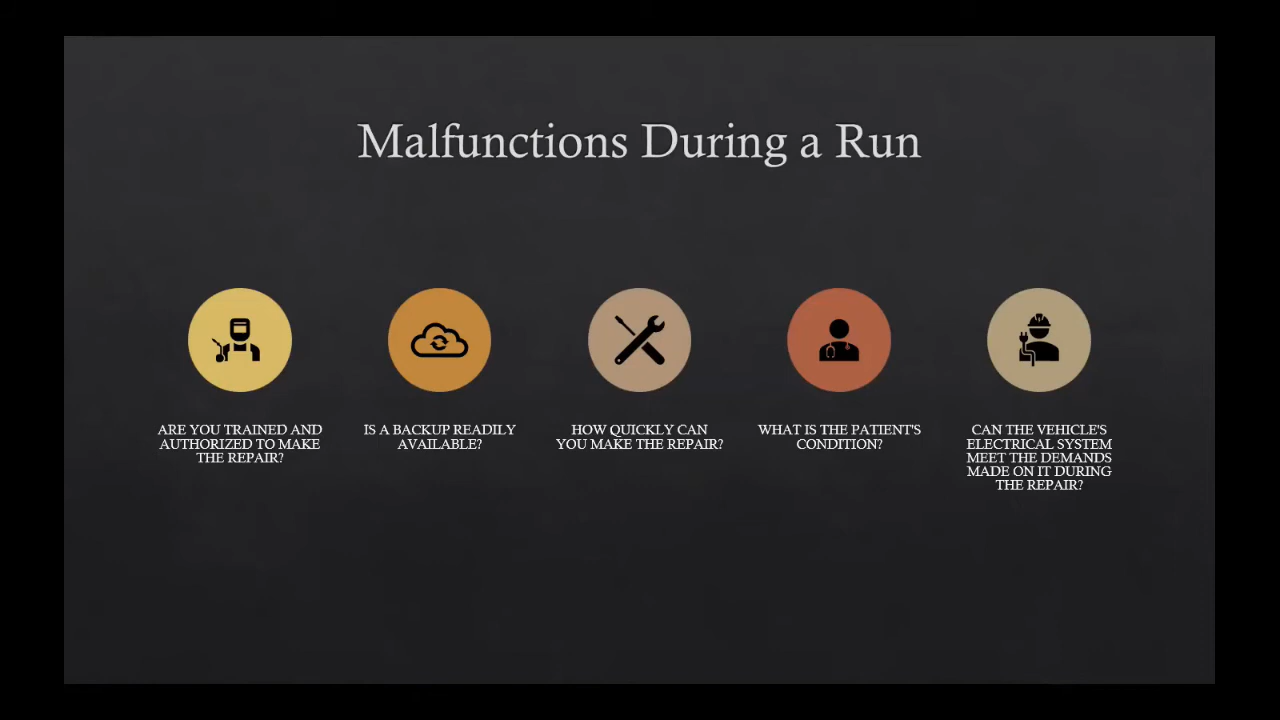 Malfunctions During a Run
ARE YOU TRAINED AND
AUTHORIZED TO MAKE
THE REPAIR?
IS A BACKUP READILY
AVAILABLE?
HOW QUICKLY CAN
YOU MAKE THE REPAIR?
WHAT IS THE PATIENT'S
CONDITION?
CAN THE VEHICLE'S
ELECTRICAL SYSTEM
MEET THE DEMANDS
MADE ON IT DURING
THE REPAIR?